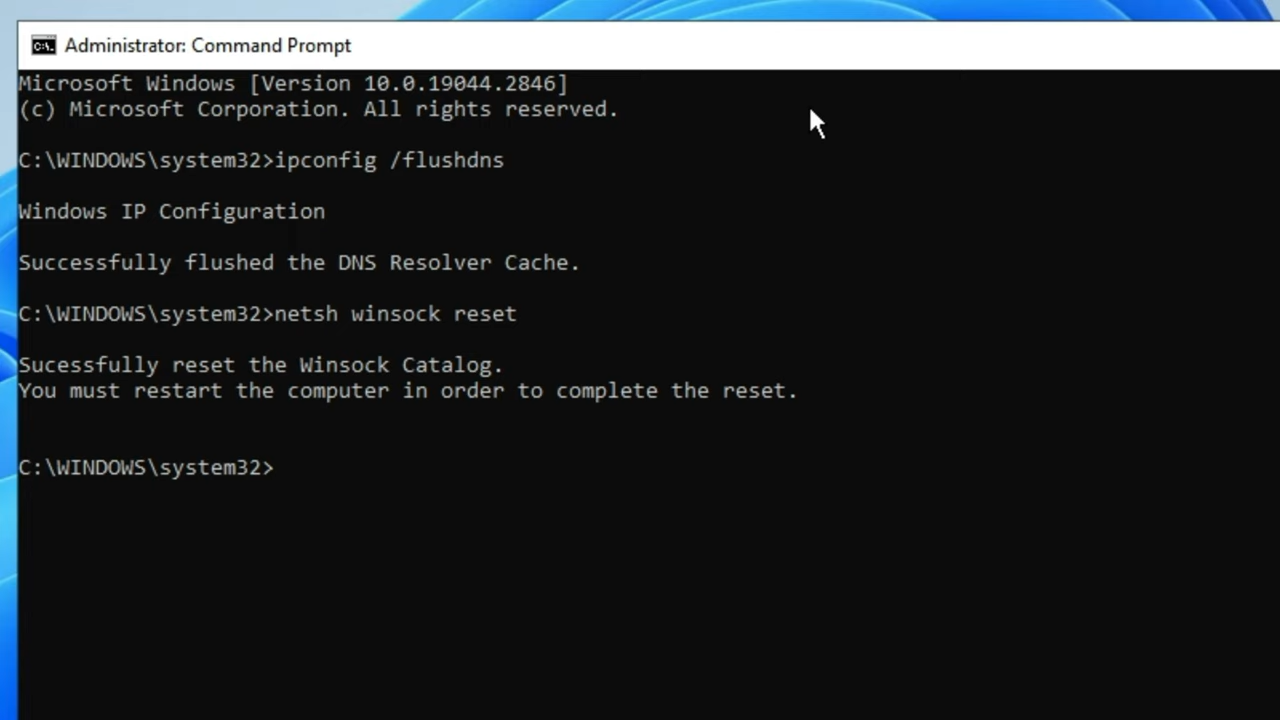 Administrator: Command Prompt
Microsoft Windows [Version 10.0.19044.2846]
(c) Microsoft Corporation. All rights reserved.
C:\WINDOWS\system32>ipconfig /flushdns
Windows IP Configuration
Successfully flushed the DNS Resolver Cache.
C:\WINDOWS\system32>netsh winsock reset
Sucessfully reset the Winsock Catalog.
You must restart the computer in order to complete the reset.
C:\WINDOWS\system32>